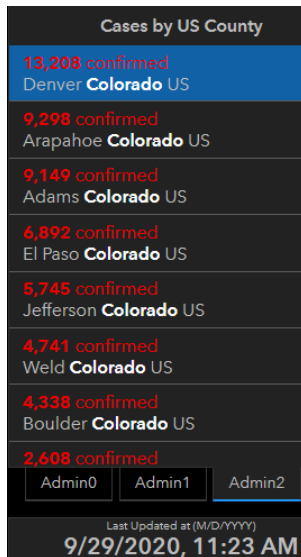 Cases by US County
13,208 confirmed
Denver Colorado US
9,298 confirmed
Arapahoe Colorado US
9,149 confirmed
Adams Colorado US
6,892 confirmed
El Paso Colorado US
5,745 confirmed
Jefferson Colorado US
4,741 confirmed
Weld Colorado US
4,338 confirmed
Boulder Colorado US
2,608 confirmed
Admin0 Admin1 Admin2
Last Updated at (M/D/YYYY)
9/29/2020, 11:23 AM